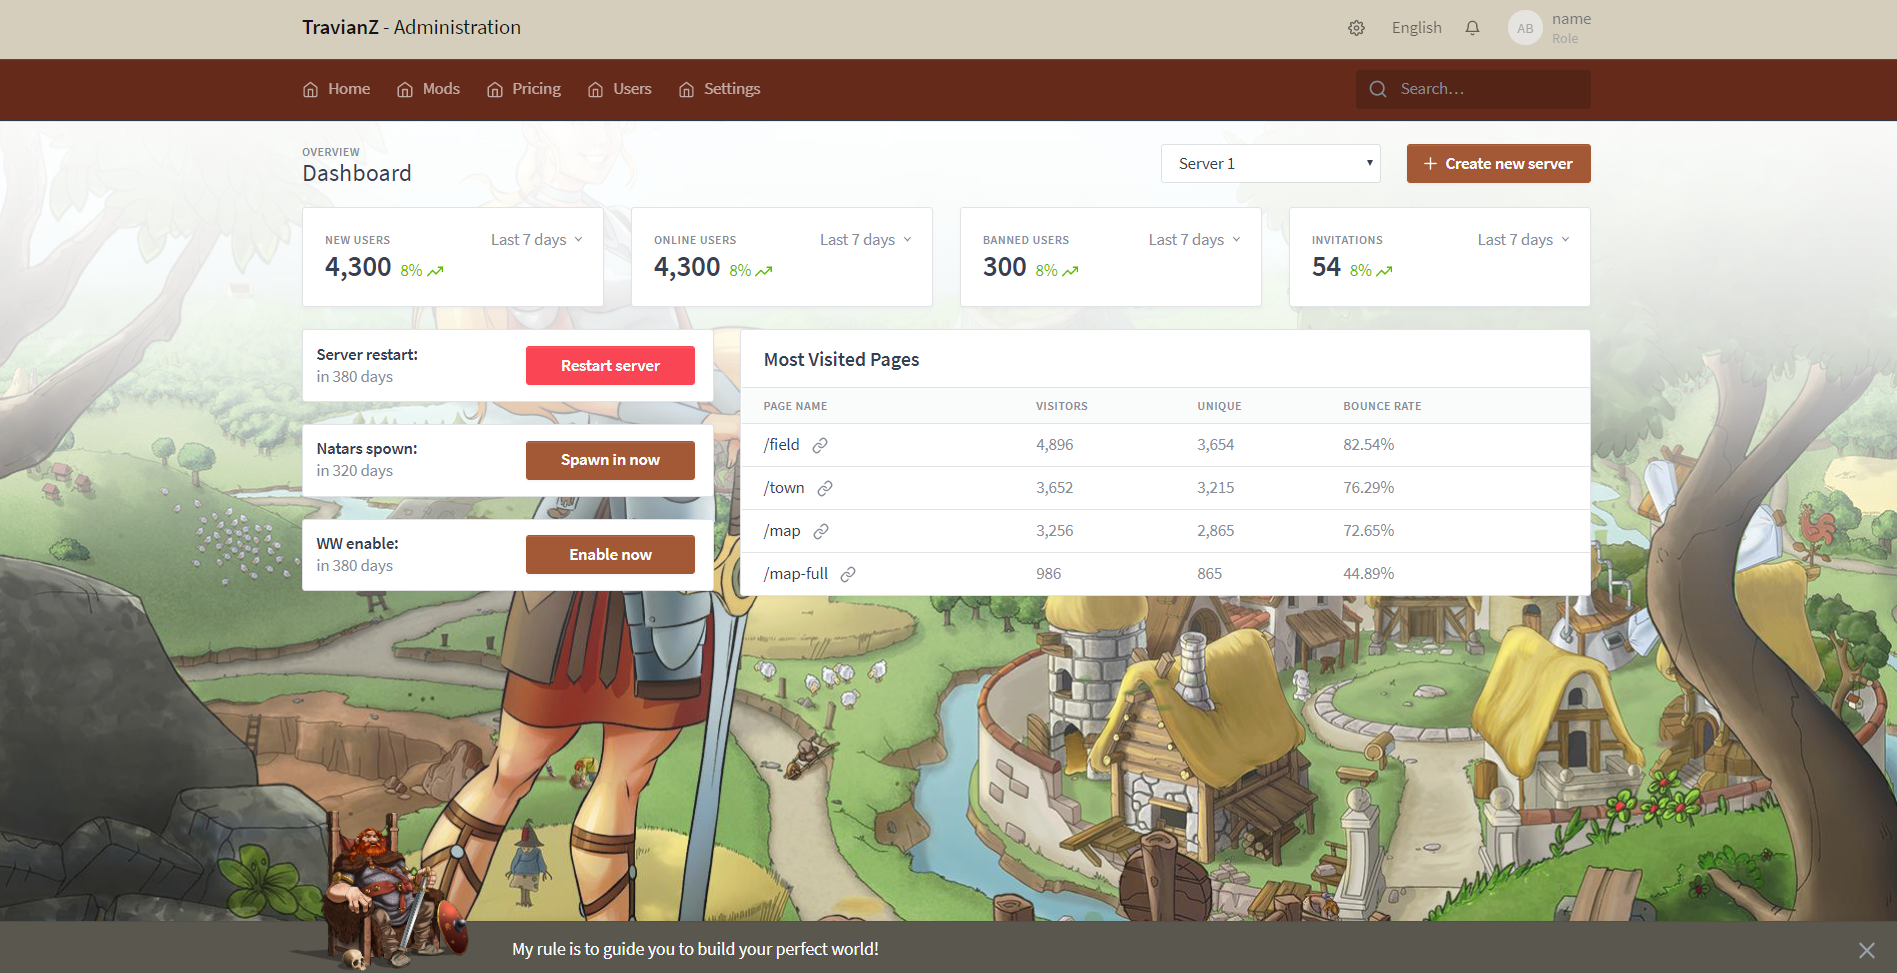 TravianZ - Administration
English
AB
name
Role
Home
Mods
Pricing
Users
Settings
Search…
OVERVIEW
Dashboard
Server 1
Create new server
NEW USERS
Last 7 days
4,300 8%
ONLINE USERS
Last 7 days
4,300 8%
BANNED USERS
Last 7 days
300 8%
INVITATIONS
Last 7 days
54 8%
Server restart:
in 380 days
Restart server
Natars spown:
in 320 days
Spawn in now
WW enable:
in 380 days
Enable now
Most Visited Pages
PAGE NAME VISITORS UNIQUE BOUNCE RATE
/field 4,896 3,654 82.54%
/town 3,652 3,215 76.29%
/map 3,256 2,865 72.65%
/map-full 986 865 44.89%
My rule is to guide you to build your perfect world!